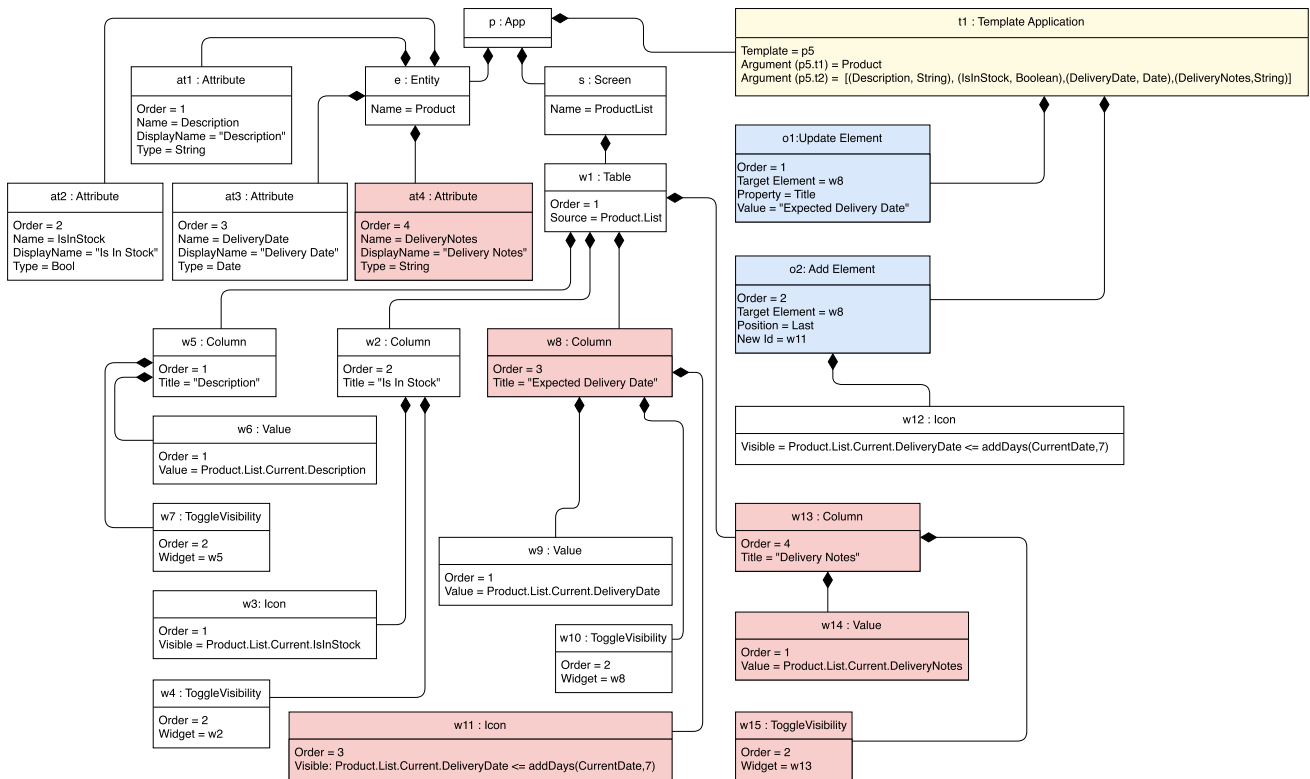 p : App
t1 : Template Application
Template = p5
Argument (p5.t1) = Product
Argument (p5.t2) =  [(Description, String), (IsInStock, Boolean),(DeliveryDate, Date),(DeliveryNotes,String)]
at1 : Attribute
Order = 1
Name = Description
DisplayName = "Description"
Type = String
e : Entity
Name = Product
s : Screen
Name = ProductList
o1:Update Element
Order = 1
Target Element = w8
Property = Title
Value = "Expected Delivery Date"
w1 : Table
Order = 1
Source = Product.List
at2 : Attribute
Order = 2
Name = IsInStock
DisplayName = "Is In Stock"
Type = Bool
at3 : Attribute
Order = 3
Name = DeliveryDate
DisplayName = "Delivery Date"
Type = Date
at4 : Attribute
Order = 4
Name = DeliveryNotes
DisplayName = "Delivery Notes"
Type = String
o2: Add Element
Order = 2
Target Element = w8
Position = Last
New Id = w11
w5 : Column
Order = 1
Title = "Description"
w2 : Column
Order = 2
Title = "Is In Stock"
w8 : Column
Order = 3
Title = "Expected Delivery Date"
w6 : Value
Order = 1
Value = Product.List.Current.Description
w12 : Icon
Visible = Product.List.Current.DeliveryDate <= addDays(CurrentDate,7)
w7 : ToggleVisibility
Order = 2
Widget = w5
w9 : Value
Order = 1
Value = Product.List.Current.DeliveryDate
w13 : Column
Order = 4
Title = "Delivery Notes"
w3: Icon
Order = 1
Visible = Product.List.Current.IsInStock
w10 : ToggleVisibility
Order = 2
Widget = w8
w14 : Value
Order = 1
Value = Product.List.Current.DeliveryNotes
w4 : ToggleVisibility
Order = 2
Widget = w2
w11 : Icon
Order = 3
Visible: Product.List.Current.DeliveryDate <= addDays(CurrentDate,7)
w15 : ToggleVisibility
Order = 2
Widget = w13